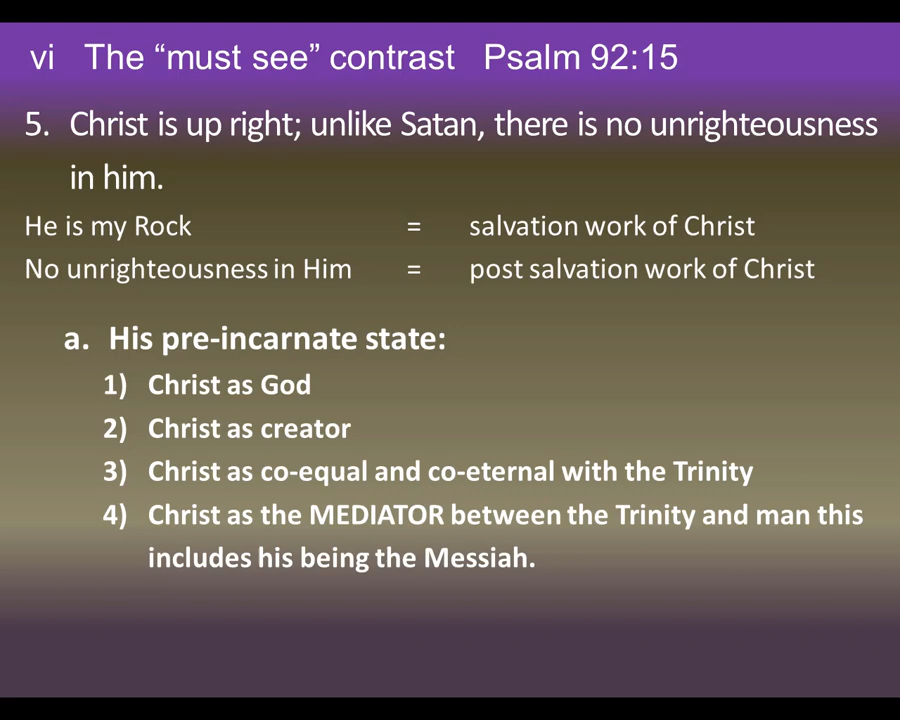 vi The “must see” contrast Psalm 92:15
5. Christ is up right; unlike Satan, there is no unrighteousness
in him.
He is my Rock = salvation work of Christ
No unrighteousness in Him = post salvation work of Christ
a. His pre-incarnate state:
1) Christ as God
2) Christ as creator
3) Christ as co-equal and co-eternal with the Trinity
4) Christ as the MEDIATOR between the Trinity and man this
includes his being the Messiah.